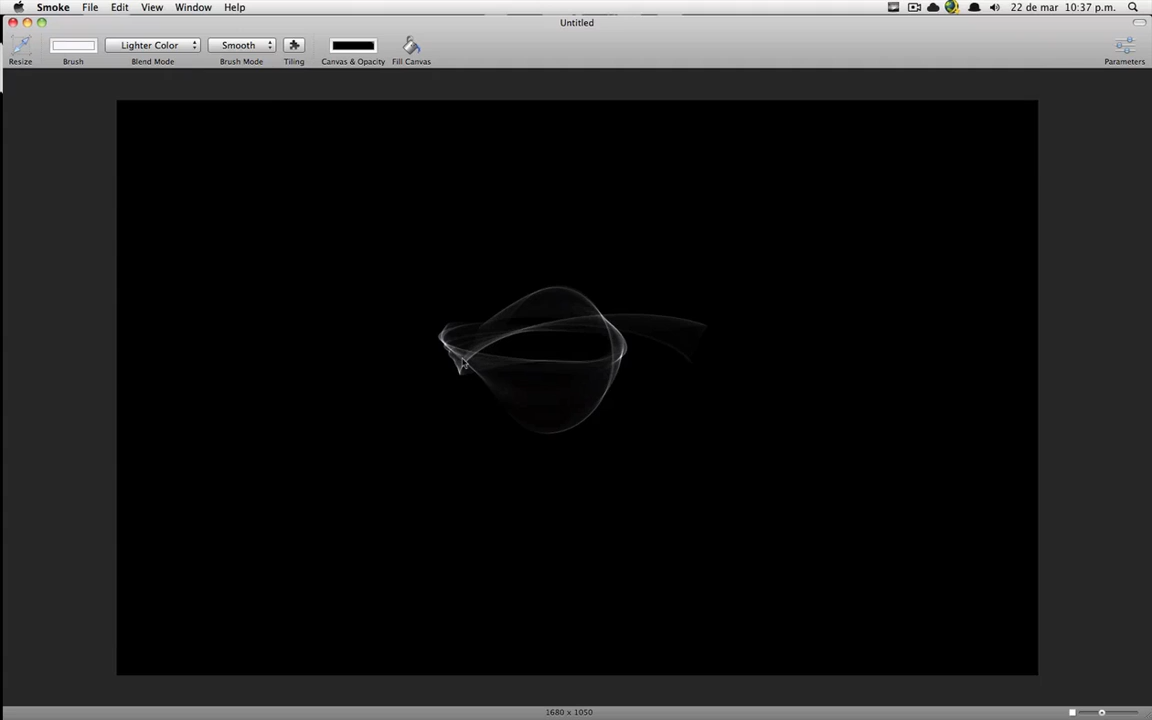 Smoke File Edit View Window Help 22 de mar 10:37 p.m.
Untitled
Lighter Color Smooth
Resize Brush Blend Mode Brush Mode Tiling Canvas & Opacity Fill Canvas Parameters
1680 x 1050